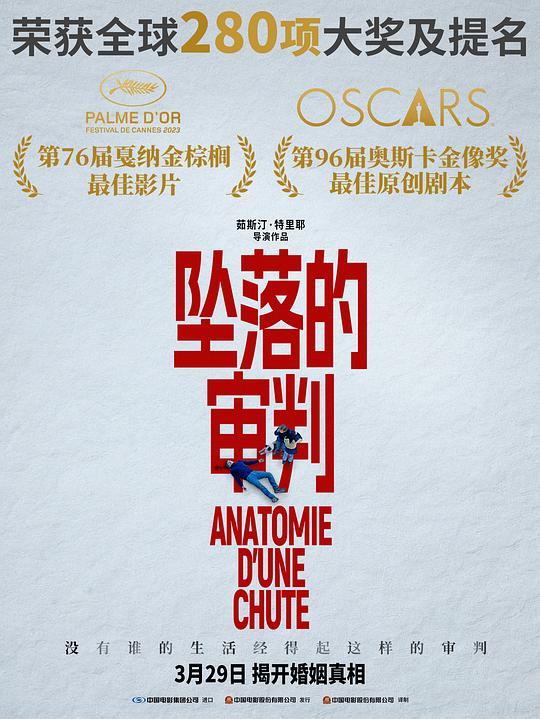 荣获全球280项大奖及提名
PALME D'OR
FESTIVAL DE CANNES 2023
第76届戛纳金棕榈
最佳影片
OSCARS
第96届奥斯卡金像奖
最佳原创剧本
茹斯汀·特里耶
导演作品
坠落的
审判
ANATOMIE
D'UNE
CHUTE
没有谁的生活经得起这样的审判
3月29日 揭开婚姻真相
中国电影集团公司 进口 中国电影股份有限公司 发行 中国电影股份有限公司 译制